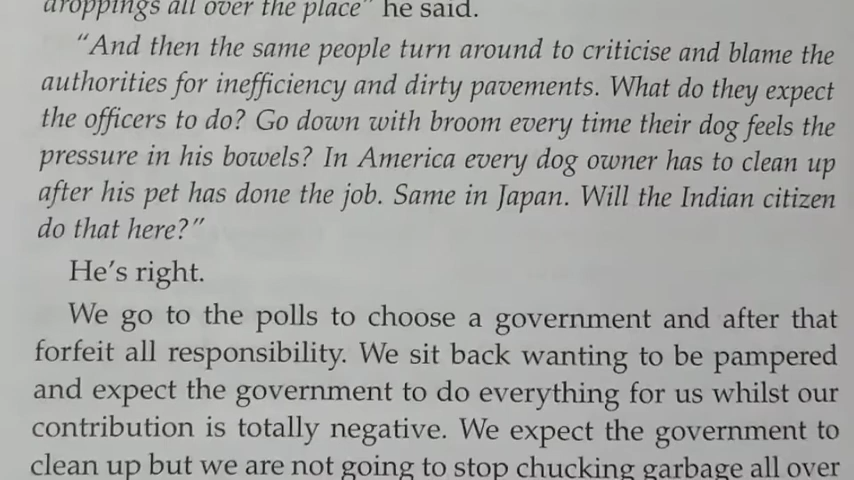 droppings all over the place" he said.
"And then the same people turn around to criticise and blame the
authorities for inefficiency and dirty pavements. What do they expect
the officers to do? Go down with broom every time their dog feels the
pressure in his bowels? In America every dog owner has to clean up
after his pet has done the job. Same in Japan. Will the Indian citizen
do that here?"
He's right.
We go to the polls to choose a government and after that
forfeit all responsibility. We sit back wanting to be pampered
and expect the government to do everything for us whilst our
contribution is totally negative. We expect the government to
clean up but we are not going to stop chucking garbage all over